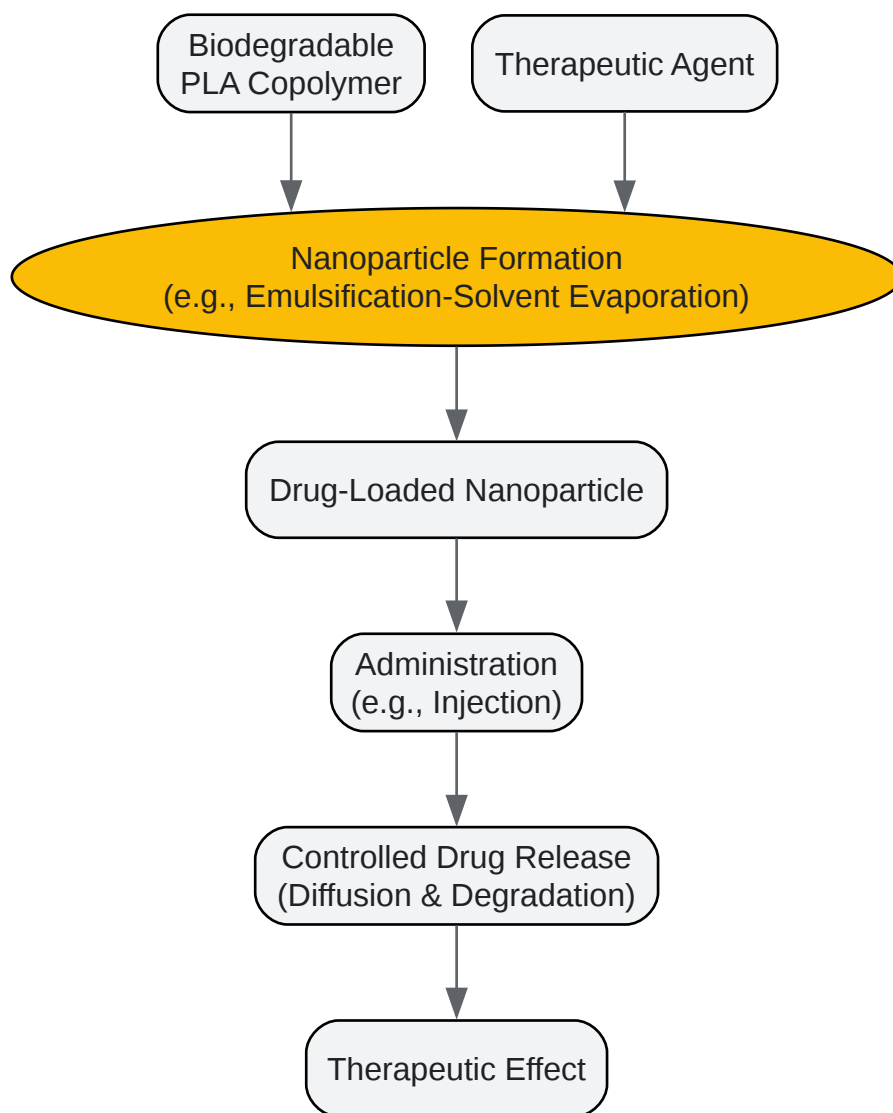 Biodegradable
PLA Copolymer
Therapeutic Agent
Nanoparticle Formation
(e.g., Emulsification-Solvent Evaporation)
Drug-Loaded Nanoparticle
Administration
(e.g., Injection)
Controlled Drug Release
(Diffusion & Degradation)
Therapeutic Effect